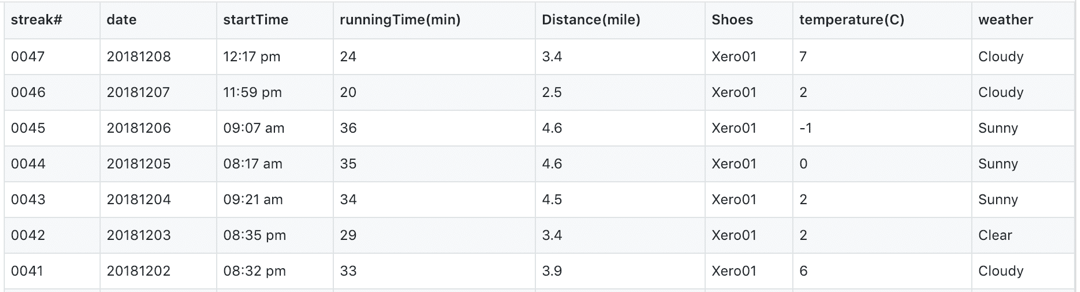 streak# date startTime runningTime(min) Distance(mile) Shoes temperature(C) weather
0047 20181208 12:17 pm 24 3.4 Xero01 7 Cloudy
0046 20181207 11:59 pm 20 2.5 Xero01 2 Cloudy
0045 20181206 09:07 am 36 4.6 Xero01 -1 Sunny
0044 20181205 08:17 am 35 4.6 Xero01 0 Sunny
0043 20181204 09:21 am 34 4.5 Xero01 2 Sunny
0042 20181203 08:35 pm 29 3.4 Xero01 2 Clear
0041 20181202 08:32 pm 33 3.9 Xero01 6 Cloudy